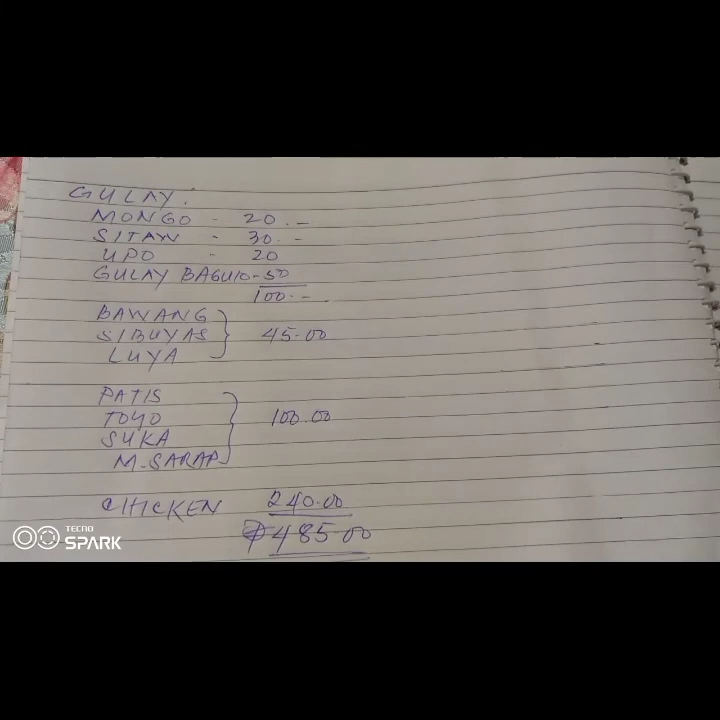 GULAY.
MONGO - 20.-
SITAW - 30.-
UPO - 20
GULAY BAGUIO - 50
100.-
BAWANG
SIBUYAS } 45.00
LUYA
PATIS
TOYO } 100.00
SUKA
M. SARAP
CHICKEN 240.00
₱485.00
TECNO
SPARK